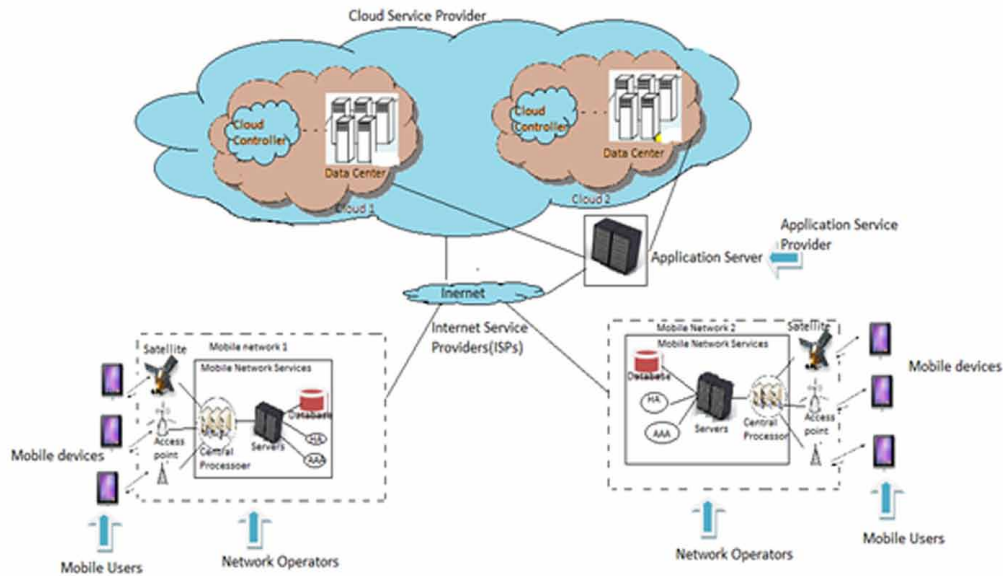 Cloud Service Provider
Cloud
Controller
Data Center
Cloud 1
Cloud
Controller
Data Center
Cloud 2
Application Service
Provider
Application Server
Inernet
Internet Service
Providers(ISPs)
Mobile network 1
Mobile Network Services
Satellite
Access
point
Central
Processoer
Servers
Database
HA
AAA
Mobile devices
Mobile Users
Network Operators
Mobile Network 2
Mobile Network Services
Database
HA
AAA
Servers
Central
Processor
Satellite
Access
point
Mobile devices
Mobile Users
Network Operators